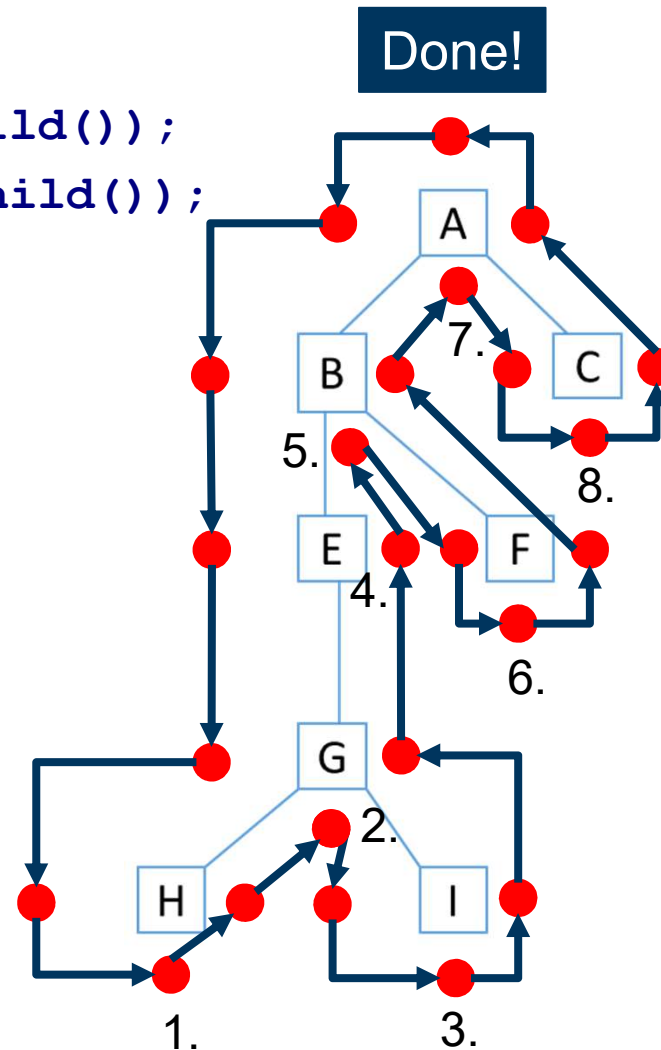 Done!
ild());
hild());
A
7.
B
C
5.
8.
E
F
4.
6.
G
2.
H
I
1.
3.